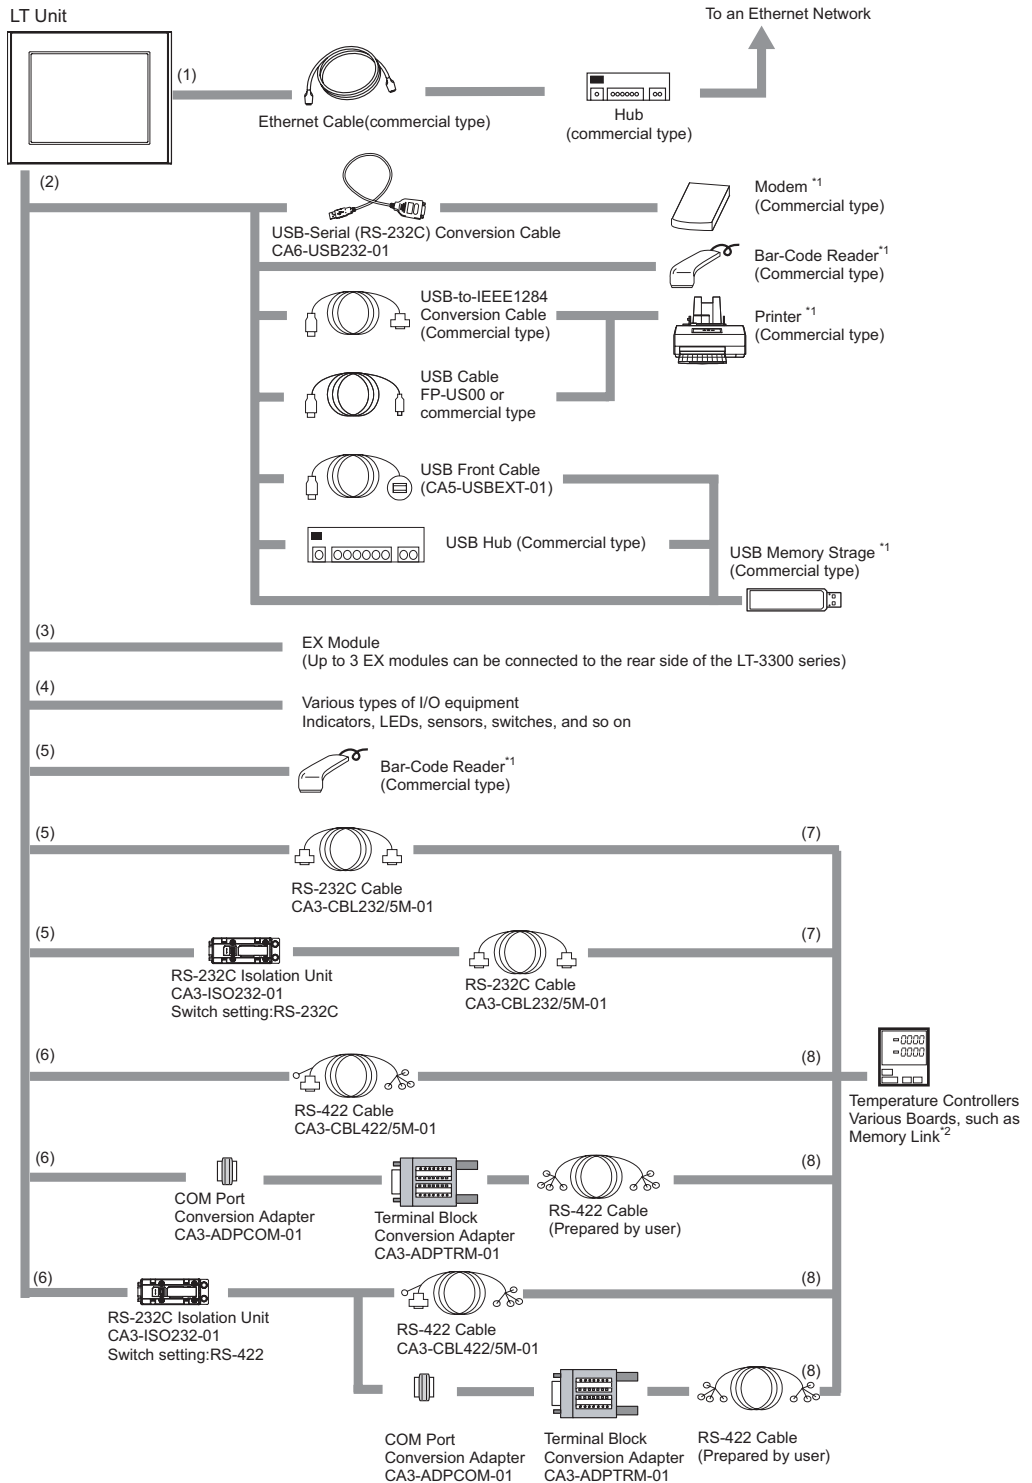 LT Unit
To an Ethernet Network
(1)
Ethernet Cable(commercial type)
Hub
(commercial type)
(2)
USB-Serial (RS-232C) Conversion Cable
CA6-USB232-01
Modem *1
(Commercial type)
Bar-Code Reader*1
(Commercial type)
USB-to-IEEE1284
Conversion Cable
(Commercial type)
Printer *1
(Commercial type)
USB Cable
FP-US00 or
commercial type
USB Front Cable
(CA5-USBEXT-01)
USB Hub (Commercial type)
USB Memory Strage *1
(Commercial type)
(3)
EX Module
(Up to 3 EX modules can be connected to the rear side of the LT-3300 series)
(4)
Various types of I/O equipment
Indicators, LEDs, sensors, switches, and so on
(5)
Bar-Code Reader*1
(Commercial type)
(5)
(7)
RS-232C Cable
CA3-CBL232/5M-01
(5)
(7)
RS-232C Isolation Unit
CA3-ISO232-01
Switch setting:RS-232C
RS-232C Cable
CA3-CBL232/5M-01
(6)
(8)
RS-422 Cable
CA3-CBL422/5M-01
Temperature Controllers
Various Boards, such as
Memory Link*2
(6)
(8)
COM Port
Conversion Adapter
CA3-ADPCOM-01
Terminal Block
Conversion Adapter
CA3-ADPTRM-01
RS-422 Cable
(Prepared by user)
(6)
(8)
RS-232C Isolation Unit
CA3-ISO232-01
Switch setting:RS-422
RS-422 Cable
CA3-CBL422/5M-01
(8)
COM Port
Conversion Adapter
CA3-ADPCOM-01
Terminal Block
Conversion Adapter
CA3-ADPTRM-01
RS-422 Cable
(Prepared by user)